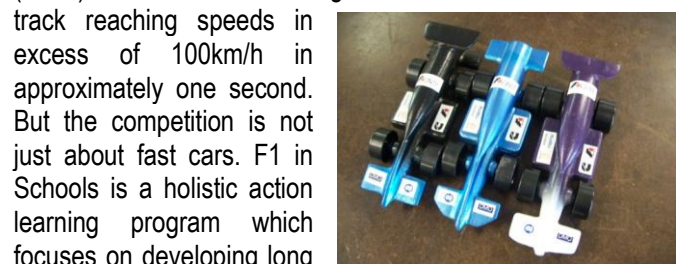 track reaching speeds in
excess of 100km/h in
approximately one second.
But the competition is not
just about fast cars. F1 in
Schools is a holistic action
learning program which
focuses on developing long